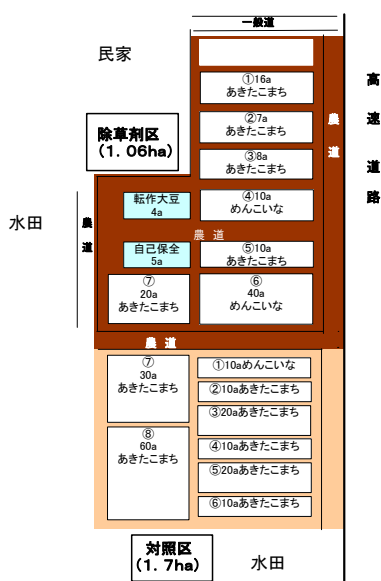 一般道
民家
高速道路
農道
①16a
あきたこまち
②7a
あきたこまち
③8a
あきたこまち
除草剤区
（1．06ha）
転作大豆
4a
④10a
めんこいな
水田
農道
農 道
自己保全
5a
⑤10a
あきたこまち
⑦
20a
あきたこまち
⑥
40a
めんこいな
農 道
⑦
30a
あきたこまち
①10aめんこいな
②10aあきたこまち
③20aあきたこまち
⑧
60a
あきたこまち
④10aあきたこまち
⑤20aあきたこまち
⑥10aあきたこまち
対照区
（1．7ha）
水田